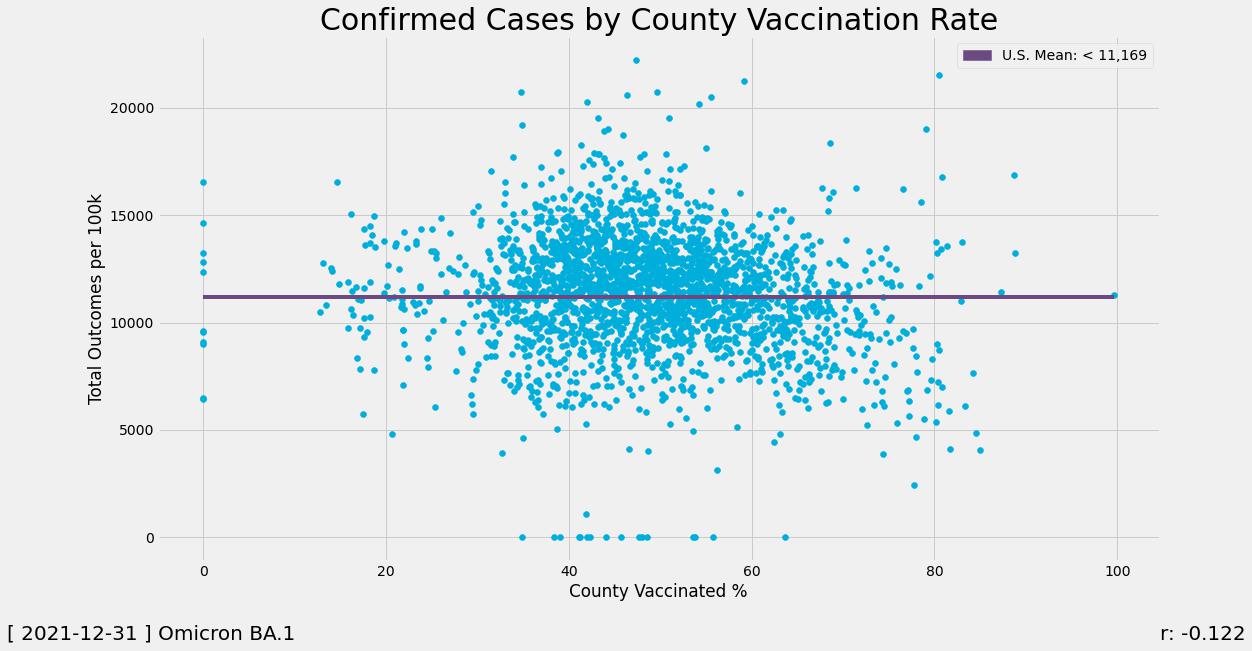 Confirmed Cases by County Vaccination Rate
U.S. Mean: < 11,169
20000
15000
10000
5000
0
Total Outcomes per 100k
0 20 40 60 80 100
County Vaccinated %
[ 2021-12-31 ] Omicron BA.1
r: -0.122